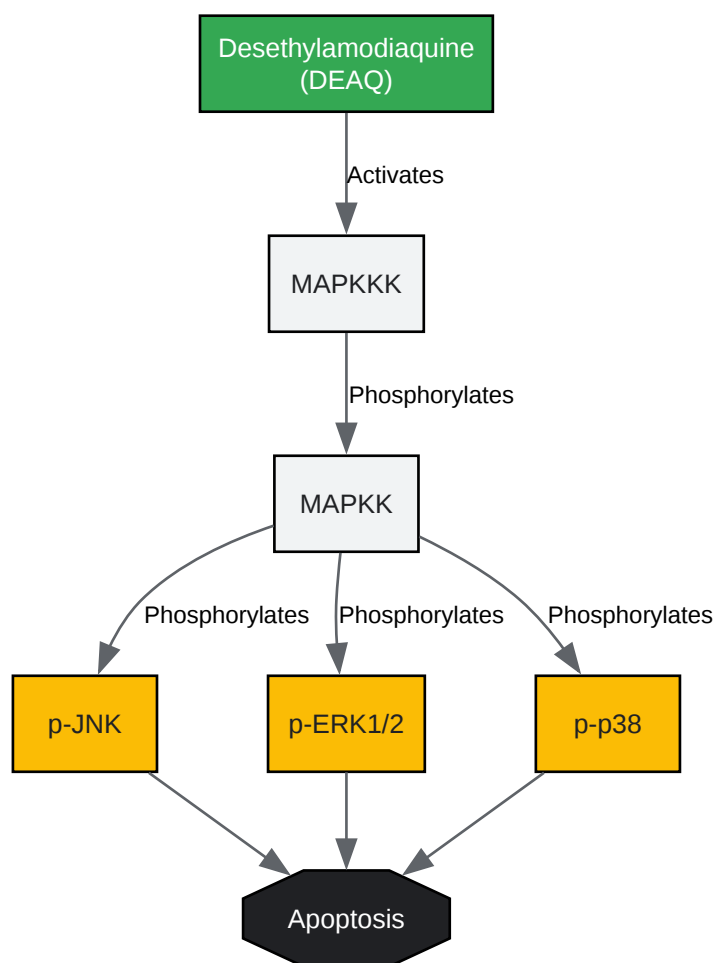 Desethylamodiaquine
(DEAQ)
Activates
MAPKKK
Phosphorylates
MAPKK
Phosphorylates
Phosphorylates
Phosphorylates
p-JNK
p-ERK1/2
p-p38
Apoptosis